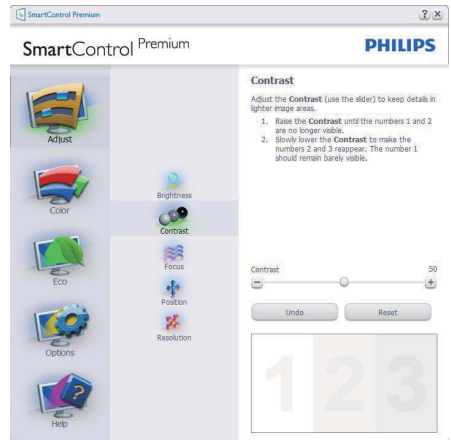 SmartControl Premium
SmartControl Premium
PHILIPS
Adjust
Color
Eco
Options
Help
Brightness
Contrast
Focus
Position
Resolution
Contrast
Adjust the Contrast (use the slider) to keep details in
lighter image areas.
1. Raise the Contrast until the numbers 1 and 2
are no longer visible.
2. Slowly lower the Contrast to make the
numbers 2 and 3 reappear. The number 1
should remain barely visible.
Contrast 50
Undo Reset
1 2 3